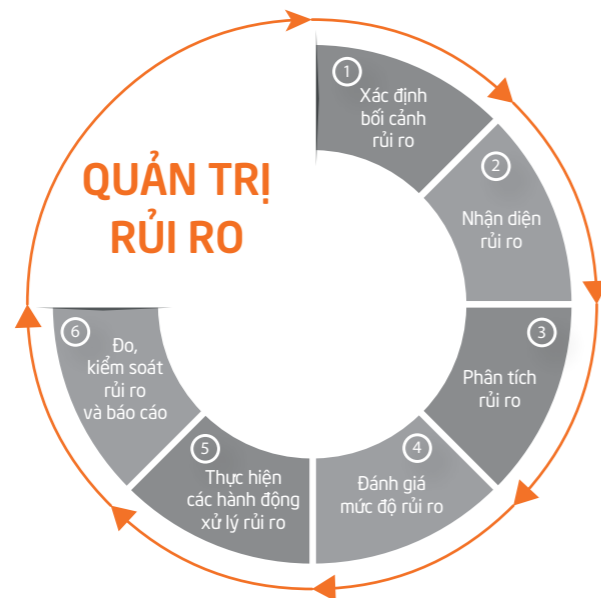 QUẢN TRỊ
RỦI RO
1
Xác định
bối cảnh
rủi ro
2
Nhận diện
rủi ro
3
Phân tích
rủi ro
4
Đánh giá
mức độ rủi ro
5
Thực hiện
các hành động
xử lý rủi ro
6
Đo,
kiểm soát
rủi ro
và báo cáo